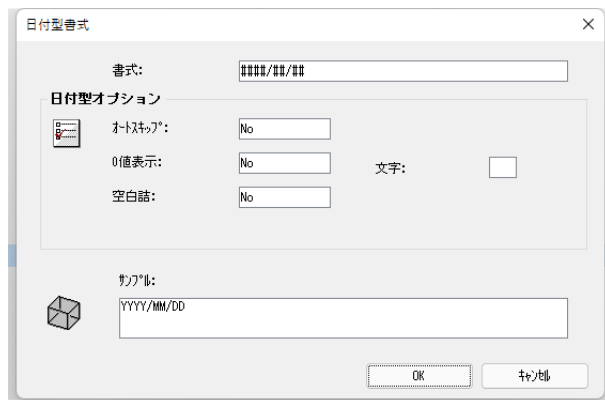 日付型書式
書式: ####/##/##
日付型オプション
ｵｰﾄｽｷｯﾌﾟ: No
0値表示: No 文字:
空白詰: No
ｻﾝﾌﾟﾙ:
YYYY/MM/DD
OK ｷｬﾝｾﾙ